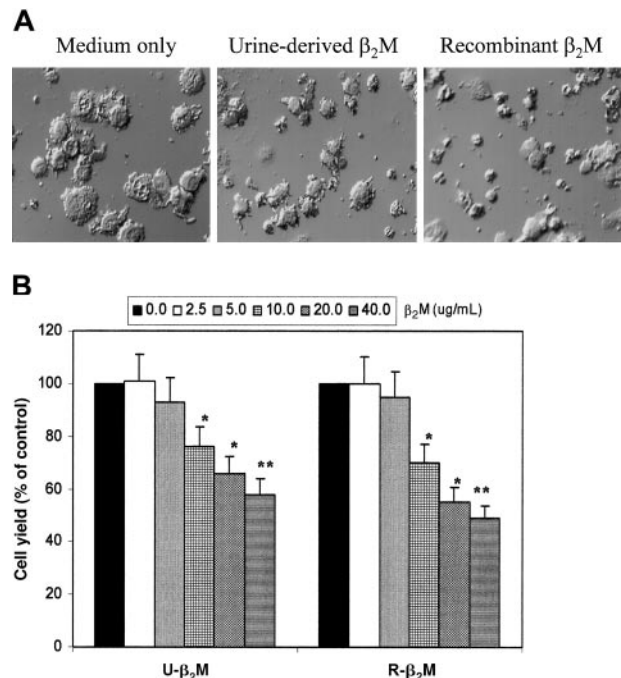 A
Medium only Urine-derived β₂M Recombinant β₂M
B
0.0 2.5 5.0 10.0 20.0 40.0 β₂M (ug/mL)
120
100
80
60
40
20
0
Cell yield (% of control)
* * **
* * **
U-β₂M R-β₂M